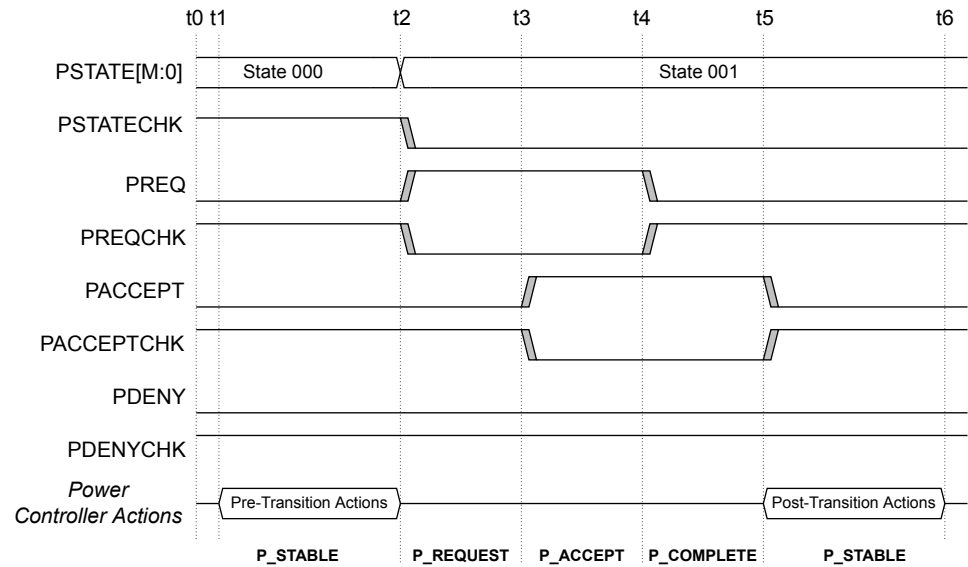 t0 t1 t2 t3 t4 t5 t6
PSTATE[M:0] State 000 State 001
PSTATECHK
PREQ
PREQCHK
PACCEPT
PACCEPTCHK
PDENY
PDENYCHK
Power
Controller Actions Pre-Transition Actions Post-Transition Actions
P_STABLE P_REQUEST P_ACCEPT P_COMPLETE P_STABLE